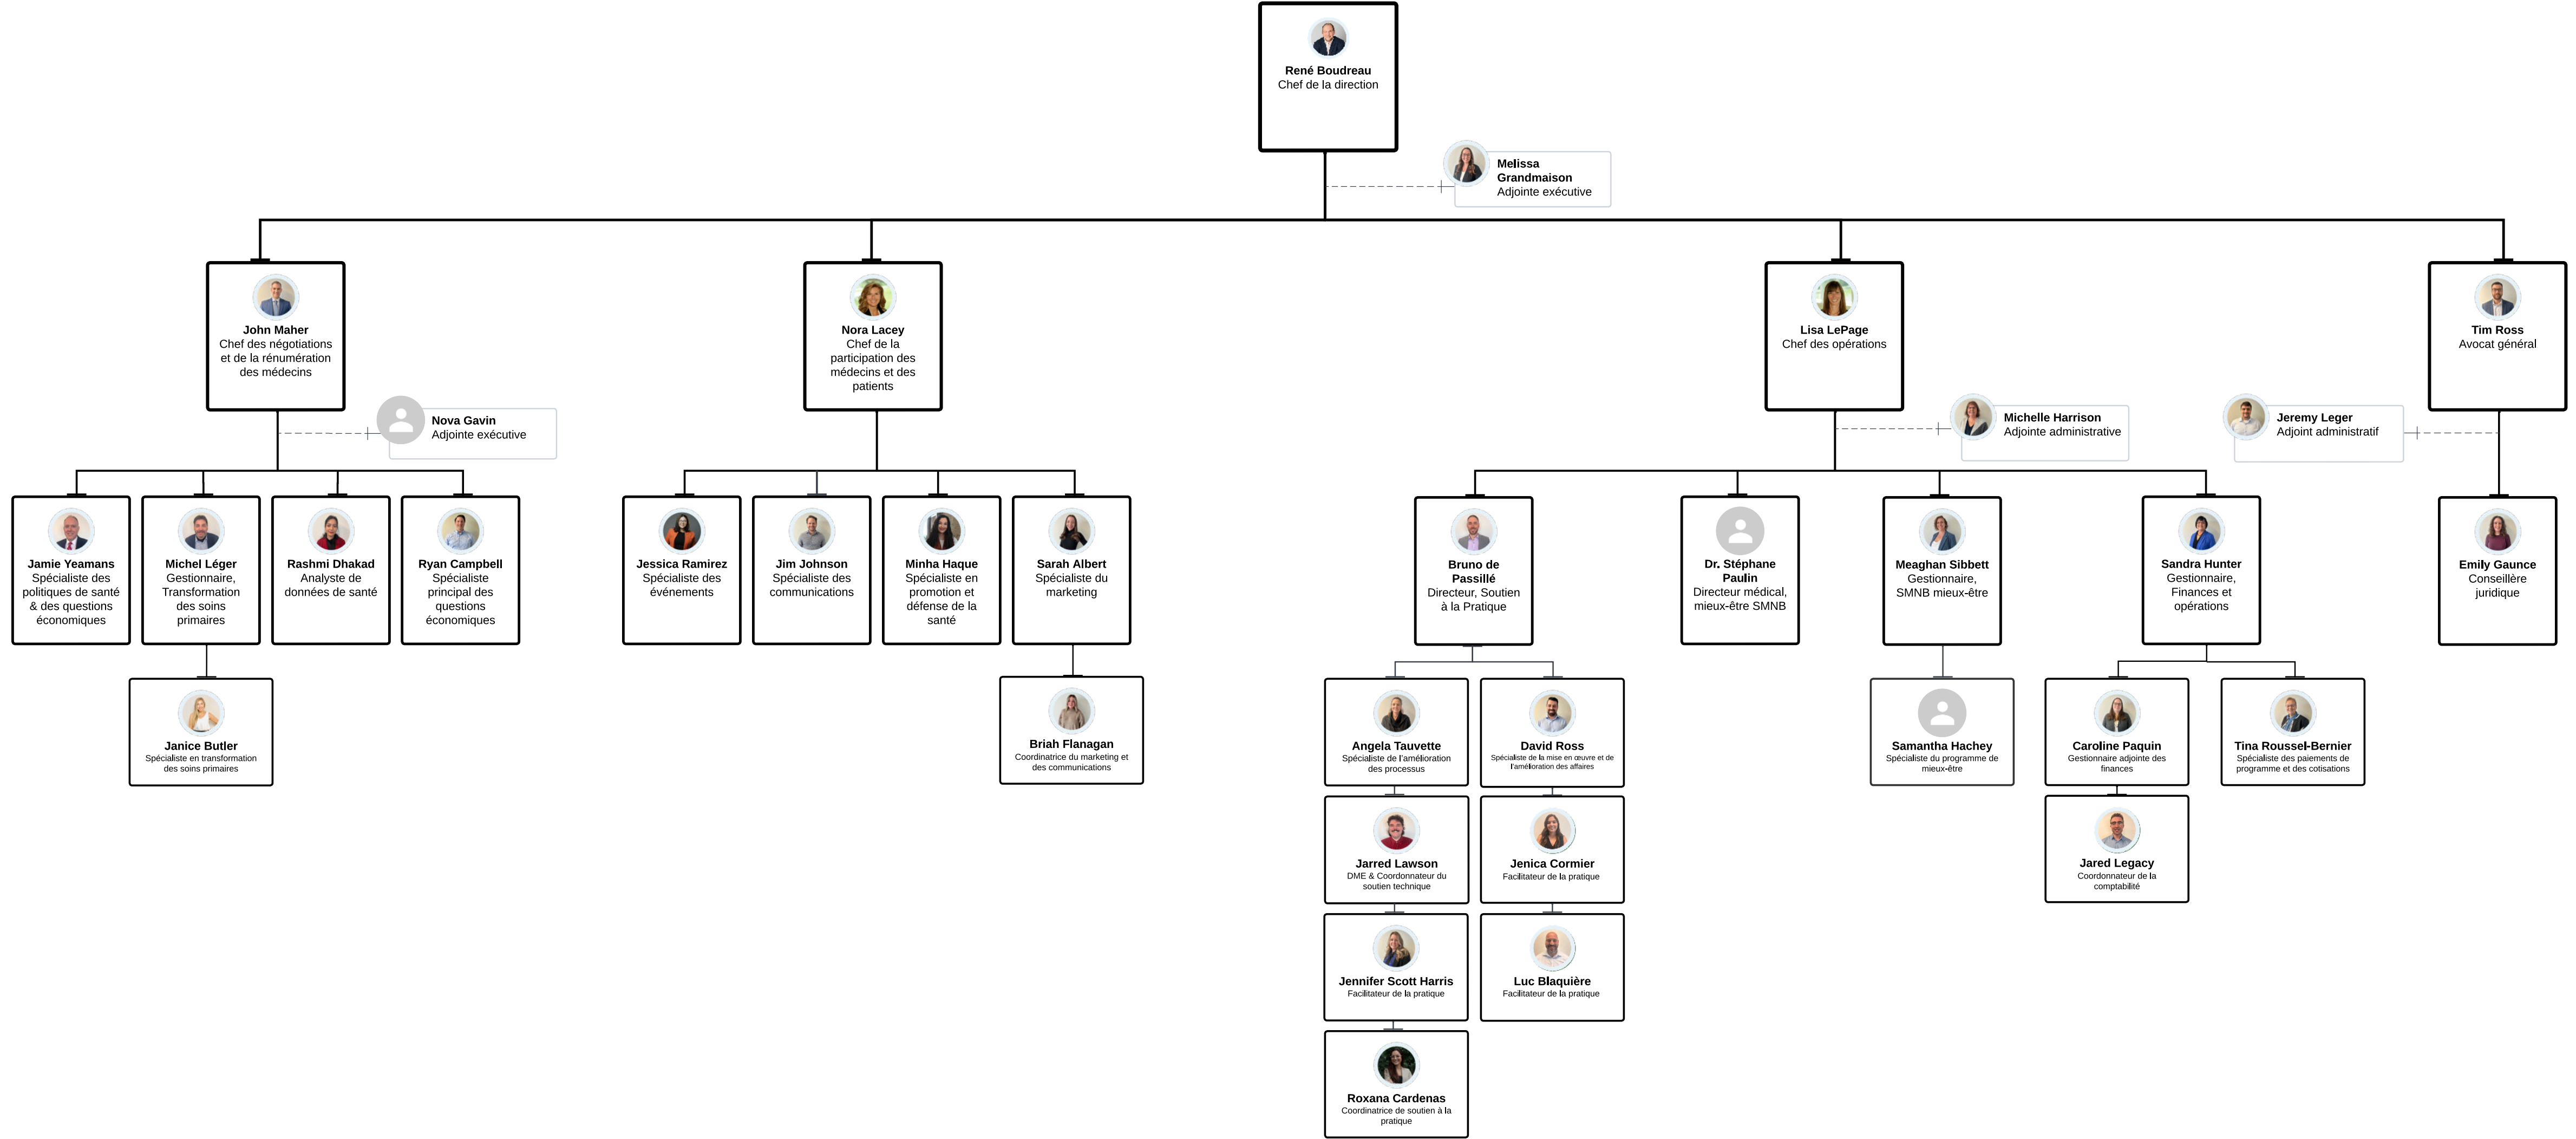 René Boudreau
Chef de la direction
Melissa
Grandmaison
Adjointe exécutive
John Maher
Chef des négociations
et de la rénumération
des médecins
Nora Lacey
Chef de la
participation des
médecins et des
patients
Lisa LePage
Chef des opérations
Tim Ross
Avocat général
Nova Gavin
Adjointe exécutive
Michelle Harrison
Adjointe administrative
Jeremy Leger
Adjoint administratif
Jamie Yeamans
Spécialiste des
politiques de santé
& des questions
économiques
Michel Léger
Gestionnaire,
Transformation
des soins
primaires
Rashmi Dhakad
Analyste de
données de santé
Ryan Campbell
Spécialiste
principal des
questions
économiques
Jessica Ramirez
Spécialiste des
événements
Jim Johnson
Spécialiste des
communications
Minha Haque
Spécialiste en
promotion et
défense de la
santé
Sarah Albert
Spécialiste du
marketing
Bruno de
Passillé
Directeur, Soutien
à la Pratique
Dr. Stéphane
Paulin
Directeur médical,
mieux-être SMNB
Meaghan Sibbett
Gestionnaire,
SMNB mieux-être
Sandra Hunter
Gestionnaire,
Finances et
opérations
Emily Gaunce
Conseillère
juridique
Janice Butler
Spécialiste en transformation
des soins primaires
Briah Flanagan
Coordinatrice du marketing et
des communications
Angela Tauvette
Spécialiste de l'amélioration
des processus
David Ross
Spécialiste de la mise en œuvre et de
l'amélioration des affaires
Samantha Hachey
Spécialiste du programme de
mieux-être
Caroline Paquin
Gestionnaire adjointe des
finances
Tina Roussel-Bernier
Spécialiste des paiements de
programme et des cotisations
Jarred Lawson
DME & Coordonnateur du
soutien technique
Jenica Cormier
Facilitateur de la pratique
Jared Legacy
Coordonnateur de la
comptabilité
Jennifer Scott Harris
Facilitateur de la pratique
Luc Blaquière
Facilitateur de la pratique
Roxana Cardenas
Coordinatrice de soutien à la
pratique